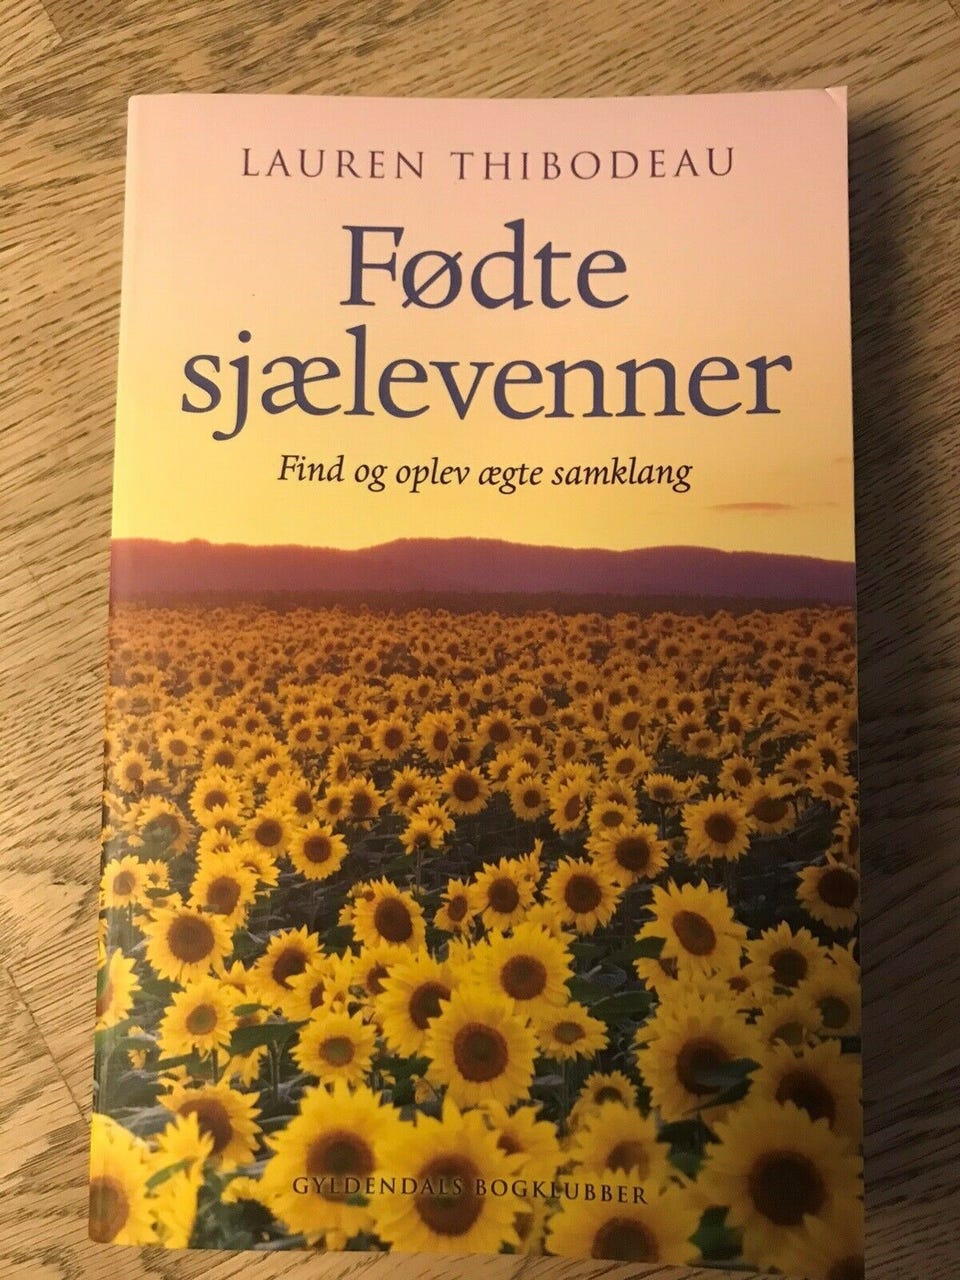 LAUREN THIBODEAU
Fødte
sjælevenner
Find og oplev ægte samklang
GYLDENDALS BOGKLUBBER